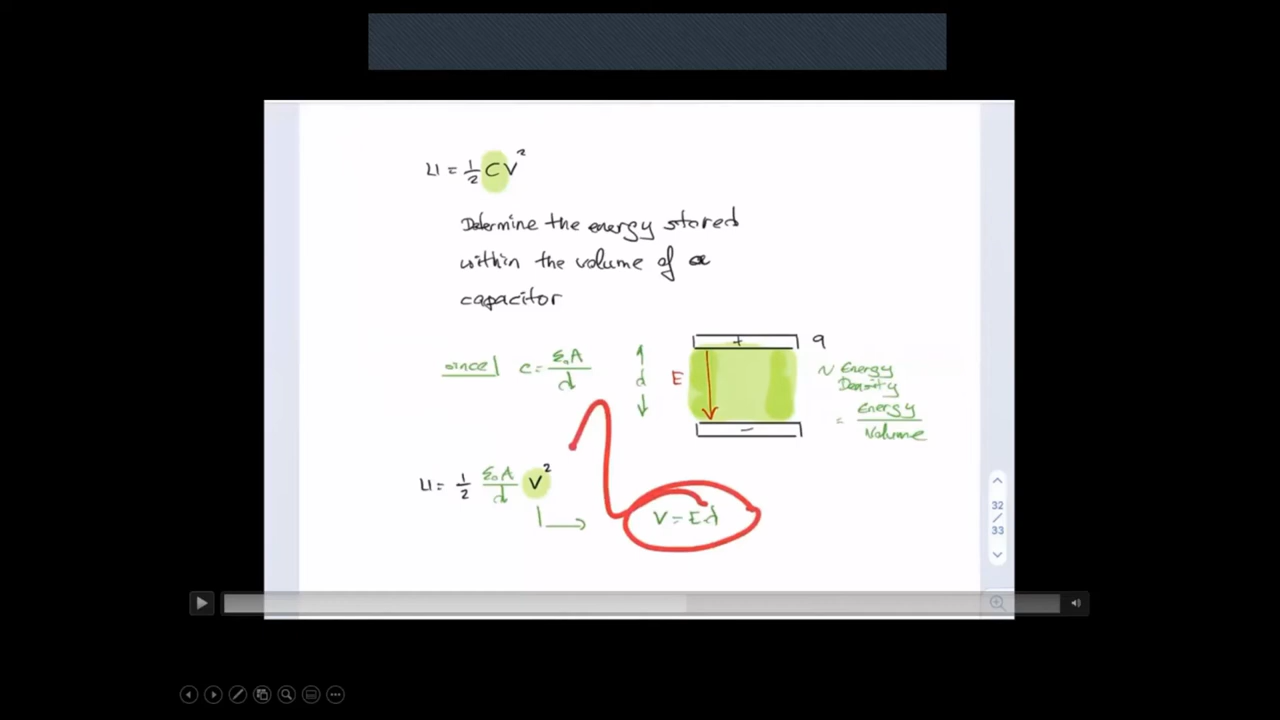 U = 1/2 CV²
Determine the energy stored
within the volume of a
capacitor
since C = ε₀A/d
d
E
+
q
~ Energy
Density
= Energy/Volume
−
U = 1/2 ε₀A/d V²
V = Ed
32
/
33